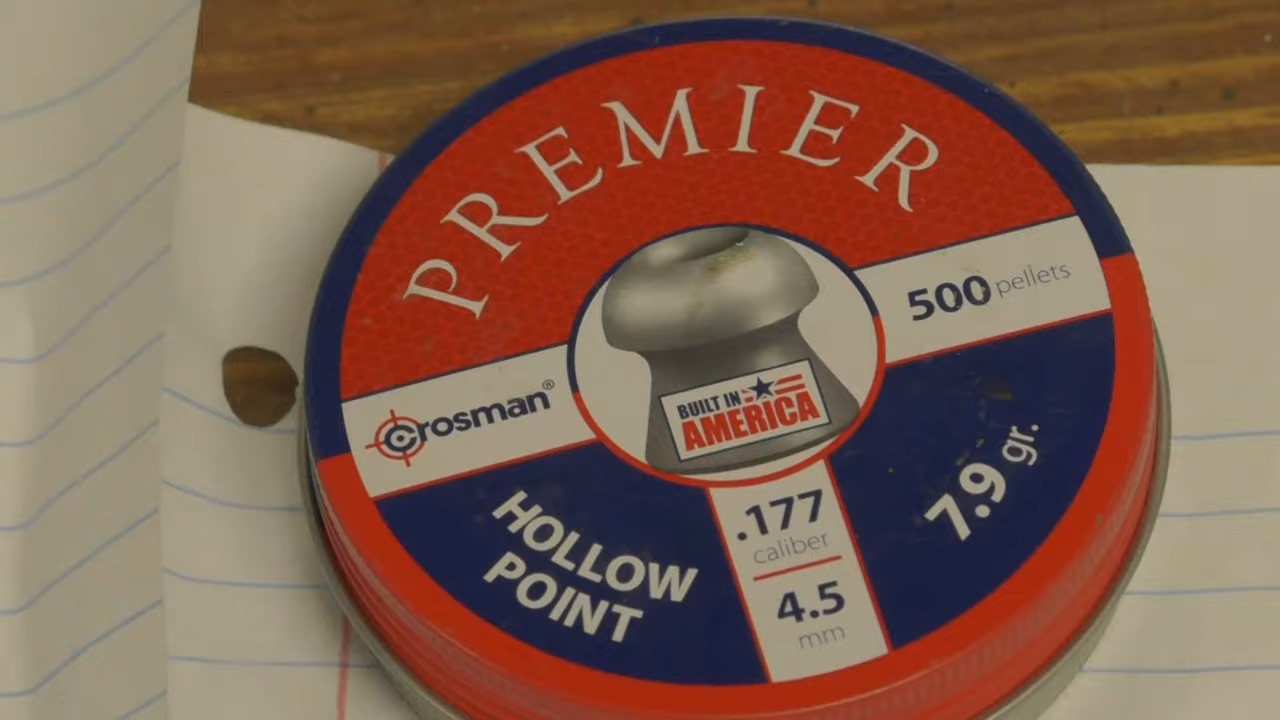 PREMIER
500 pellets
crosman®
BUILT IN
AMERICA
HOLLOW
POINT
.177
caliber
4.5
mm
7.9 gr.